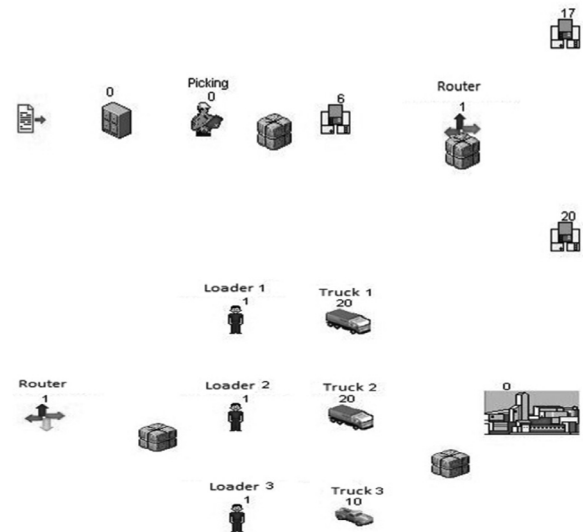 17
Picking
0
0
6
Router
1
20
Loader 1
1
Truck 1
20
Router
1
Loader 2
1
Truck 2
20
0
Loader 3
1
Truck 3
10